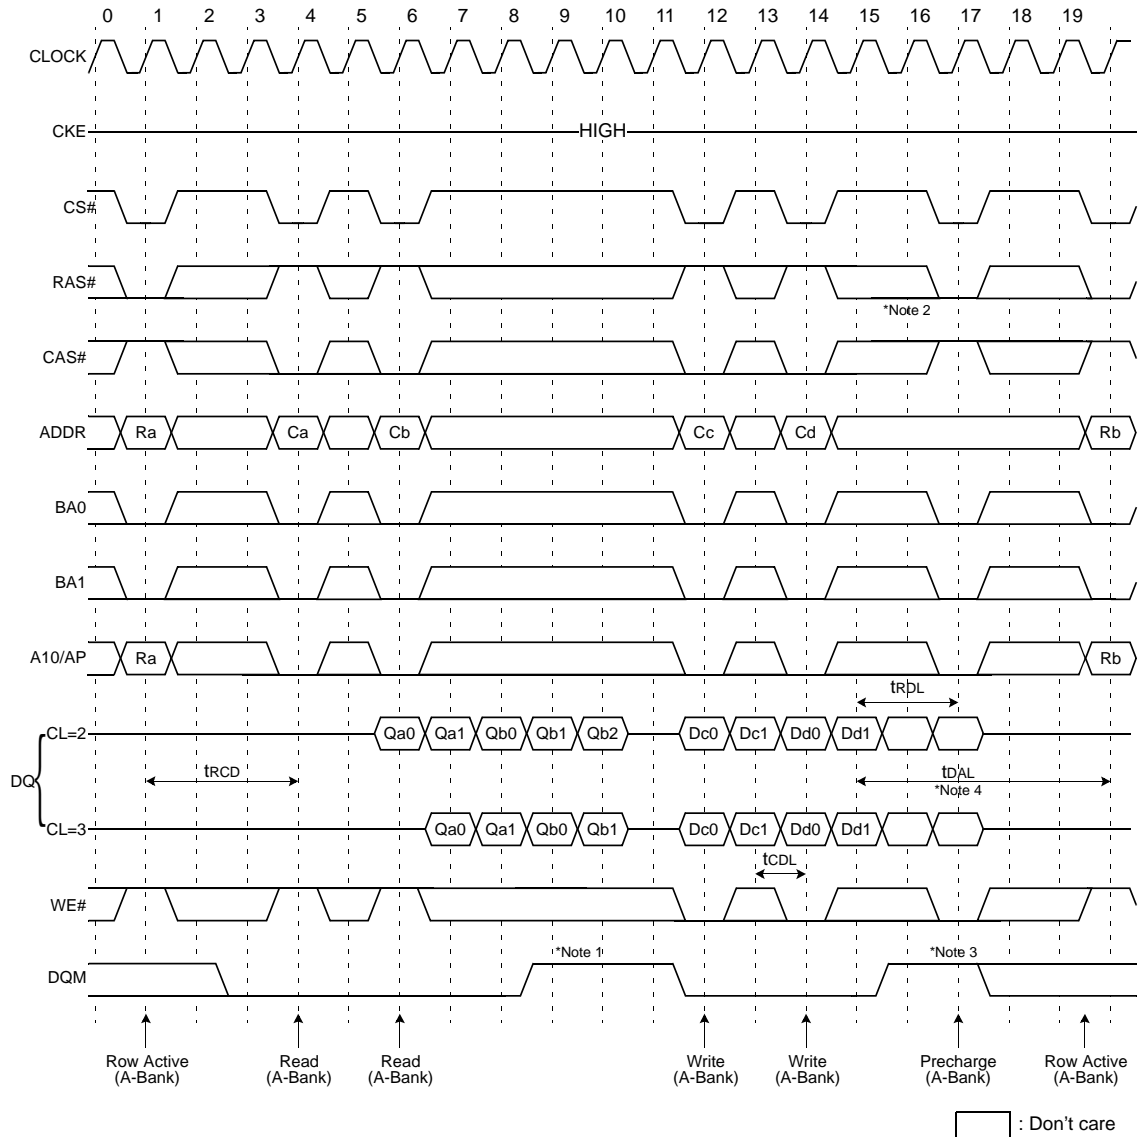 0 1 2 3 4 5 6 7 8 9 10 11 12 13 14 15 16 17 18 19
CLOCK
CKE HIGH
CS#
RAS#
*Note 2
CAS#
ADDR Ra Ca Cb Cc Cd Rb
BA0
BA1
A10/AP Ra Rb
tRDL
CL=2 Qa0 Qa1 Qb0 Qb1 Qb2 Dc0 Dc1 Dd0 Dd1
DQ tRCD tDAL
*Note 4
CL=3 Qa0 Qa1 Qb0 Qb1 Dc0 Dc1 Dd0 Dd1
tCDL
WE#
*Note 1 *Note 3
DQM
Row Active Read Read Write Write Precharge Row Active
(A-Bank) (A-Bank) (A-Bank) (A-Bank) (A-Bank) (A-Bank) (A-Bank)
: Don't care